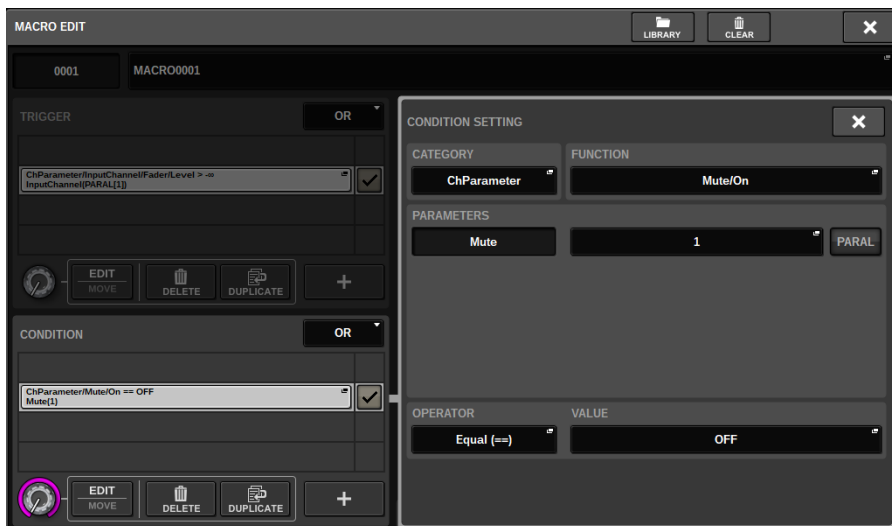 MACRO EDIT
LIBRARY
CLEAR
0001
MACRO0001
TRIGGER
OR
ChParameter/InputChannel/Fader/Level > -∞
InputChannel(PARAL[1])
EDIT
MOVE
DELETE
DUPLICATE
+
CONDITION
OR
ChParameter/Mute/On == OFF
Mute(1)
EDIT
MOVE
DELETE
DUPLICATE
+
CONDITION SETTING
CATEGORY
FUNCTION
ChParameter
Mute/On
PARAMETERS
Mute
1
PARAL
OPERATOR
VALUE
Equal (==)
OFF